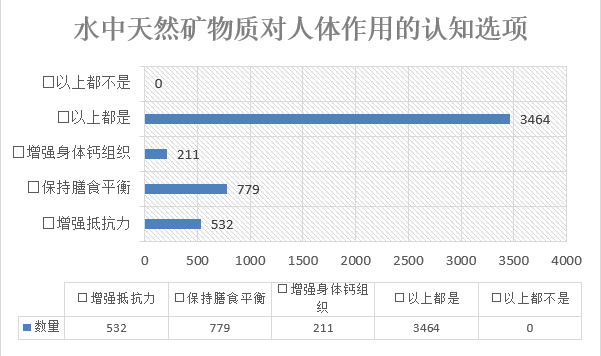 水中天然矿物质对人体作用的认知选项
□以上都不是 0
□以上都是 3464
□增强身体钙组织 211
□保持膳食平衡 779
□增强抵抗力 532
0 500 1000 1500 2000 2500 3000 3500 4000
□增强抵抗力 □保持膳食平衡 □增强身体钙组织 □以上都是 □以上都不是
数量 532 779 211 3464 0